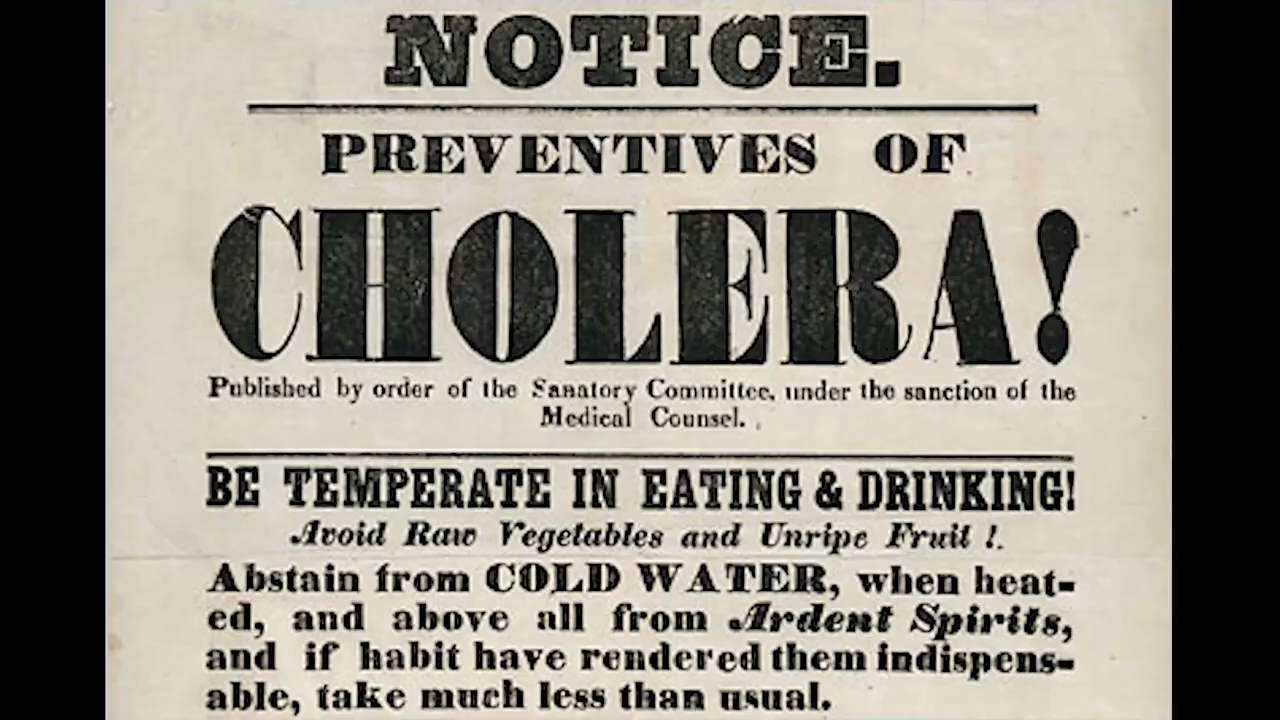 NOTICE.
PREVENTIVES OF
CHOLERA!
Published by order of the Sanatory Committee, under the sanction of the
Medical Counsel.
BE TEMPERATE IN EATING & DRINKING!
Avoid Raw Vegetables and Unripe Fruit !.
Abstain from COLD WATER, when heat-
ed, and above all from Ardent Spirits,
and if habit have rendered them indispens-
able, take much less than usual.